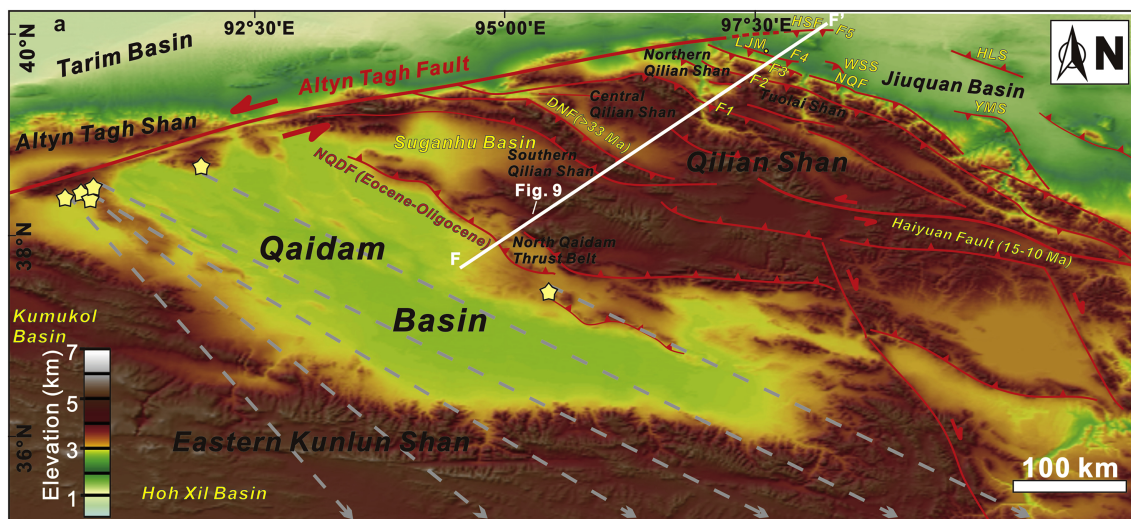 a
92°30'E
95°00'E
97°30'E
40°N
38°N
36°N
N
Tarim Basin
Altyn Tagh Fault
Altyn Tagh Shan
HSF
F'
F5
LJM
F4
F3
F2
F1
WSS
NQF
HLS
YMS
Jiuquan Basin
Northern
Qilian Shan
Central
Qilian Shan
Tuolai Shan
DNF(>33 Ma)
Suganhu Basin
Southern
Qilian Shan
Qilian Shan
Fig. 9
NQDF (Eocene-Oligocene)
F
North Qaidam
Thrust Belt
Haiyuan Fault (15-10 Ma)
Qaidam
Basin
Kumukol
Basin
Eastern Kunlun Shan
Hoh Xil Basin
Elevation (km)
7
5
3
1
100 km